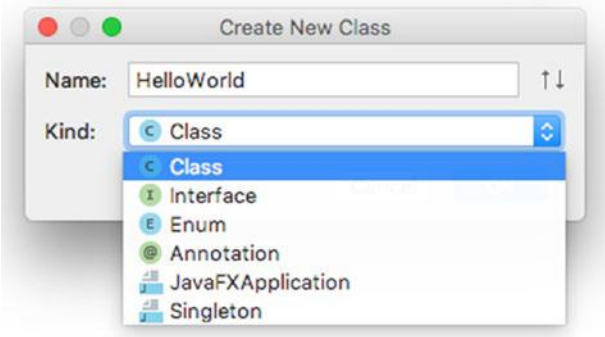 Create New Class
Name: HelloWorld
Kind: C Class
C Class
I Interface
E Enum
@ Annotation
JavaFXApplication
Singleton